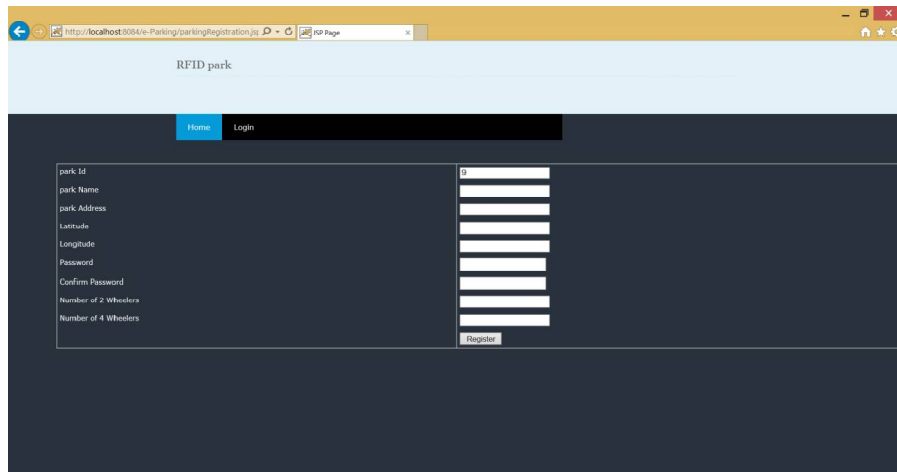 http://localhost:8084/e-Parking/parkingRegistration.jsp
JSP Page
RFID park
Home Login
park Id 9
park Name
park Address
Latitude
Longitude
Password
Confirm Password
Number of 2 Wheelers
Number of 4 Wheelers
Register